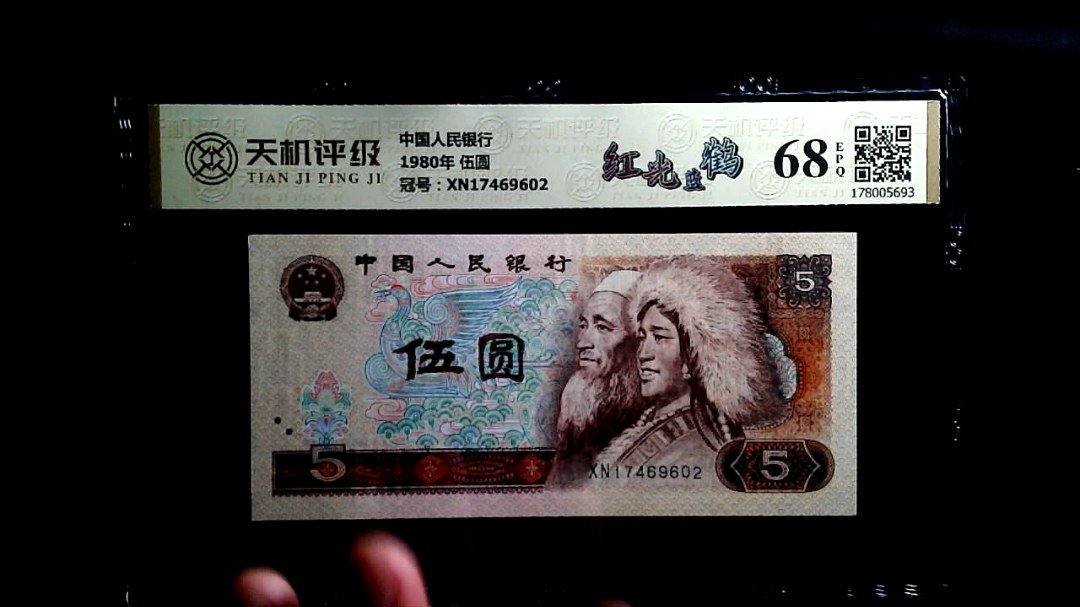 天机评级
TIAN JI PING JI
中国人民银行
1980年 伍圆
冠号：XN17469602
红光蓝鹤
68
EPQ
178005693
中国人民银行
5
伍圆
5
XN17469602
5